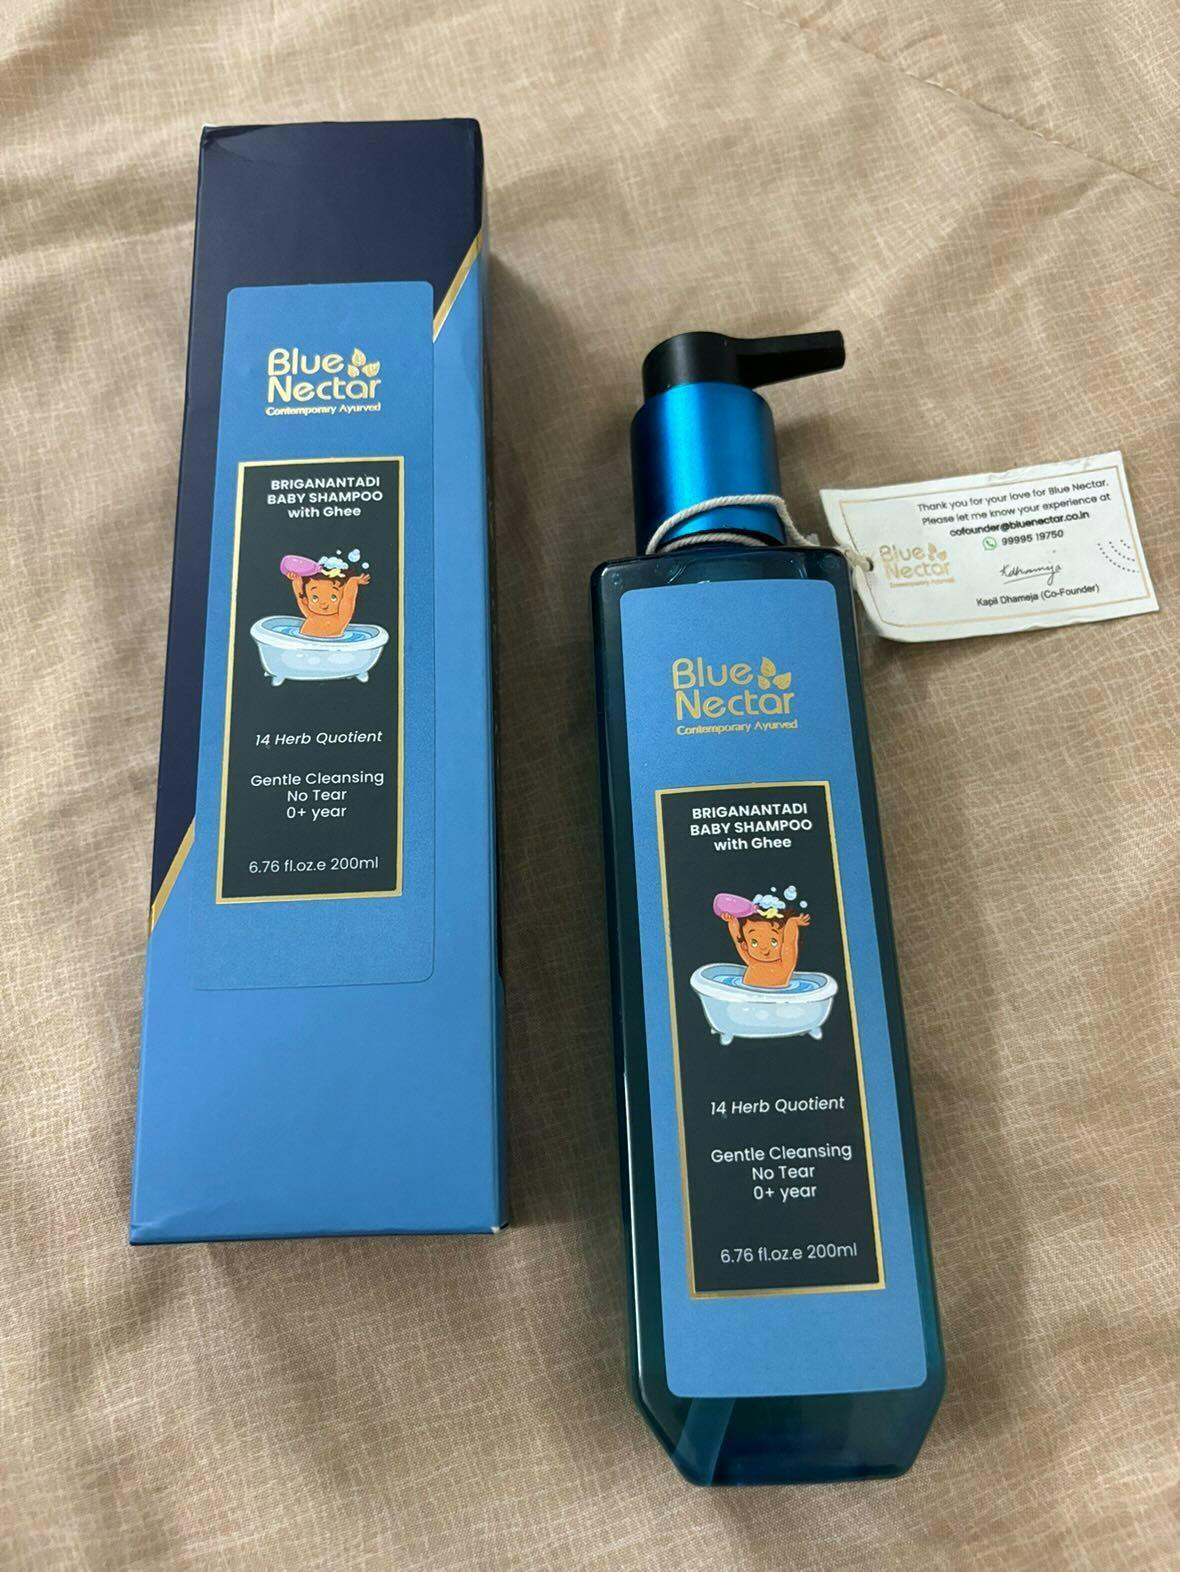 Blue
Nectar
Contemporary Ayurved
BRIGANANTADI
BABY SHAMPOO
with Ghee
14 Herb Quotient
Gentle Cleansing
No Tear
0+ year
6.76 fl.oz.e 200ml
Thank you for your love for Blue Nectar.
Please let me know your experience at
cofounder@bluenectar.co.in
99995 19750
Blue
Nectar
Contemporary Ayurved
Kdhameja
Kapil Dhameja (Co-Founder)
Blue
Nectar
Contemporary Ayurved
BRIGANANTADI
BABY SHAMPOO
with Ghee
14 Herb Quotient
Gentle Cleansing
No Tear
0+ year
6.76 fl.oz.e 200ml